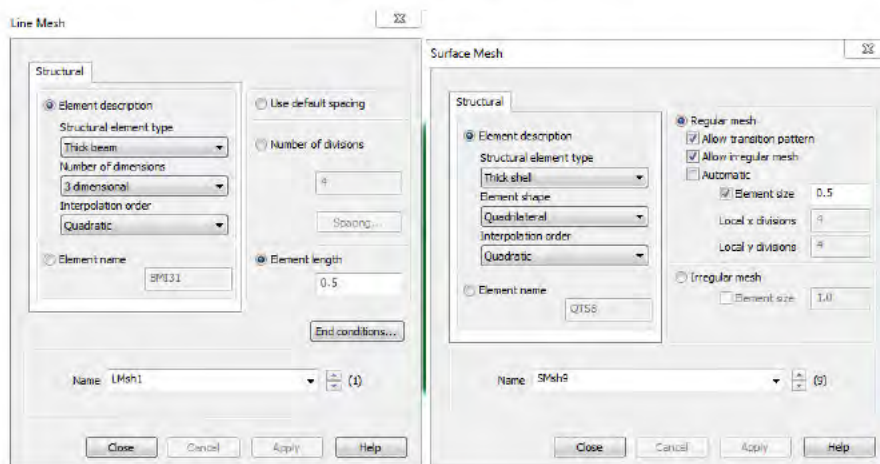 Line Mesh
Structural
Element description
Structural element type
Thick beam
Number of dimensions
3 dimensional
Interpolation order
Quadratic
Element name
BMI31
Use default spacing
Number of divisions
4
Spacing...
Element length
0.5
End conditions...
Name LMsh1 (1)
Close Cancel Apply Help
Surface Mesh
Structural
Element description
Structural element type
Thick shell
Element shape
Quadrilateral
Interpolation order
Quadratic
Element name
QTS8
Regular mesh
Allow transition pattern
Allow irregular mesh
Automatic
Element size 0.5
Local x divisions 4
Local y divisions 4
Irregular mesh
Element size 1.0
Name SMsh9 (9)
Close Cancel Apply Help